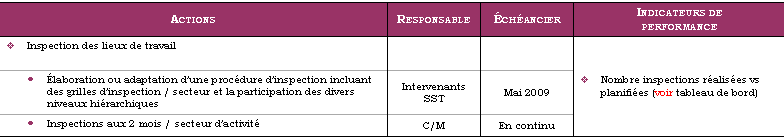 ACTIONS
RESPONSABLE
ÉCHÉANCIER
INDICATEURS DE
PERFORMANCE
Inspection des lieux de travail
Élaboration ou adaptation d'une procédure d'inspection incluant
des grilles d'inspection / secteur et la participation des divers
niveaux hiérarchiques
Intervenants
SST
Mai 2009
Nombre inspections réalisées vs
planifiées (voir tableau de bord)
Inspections aux 2 mois / secteur d'activité
C/M
En continu